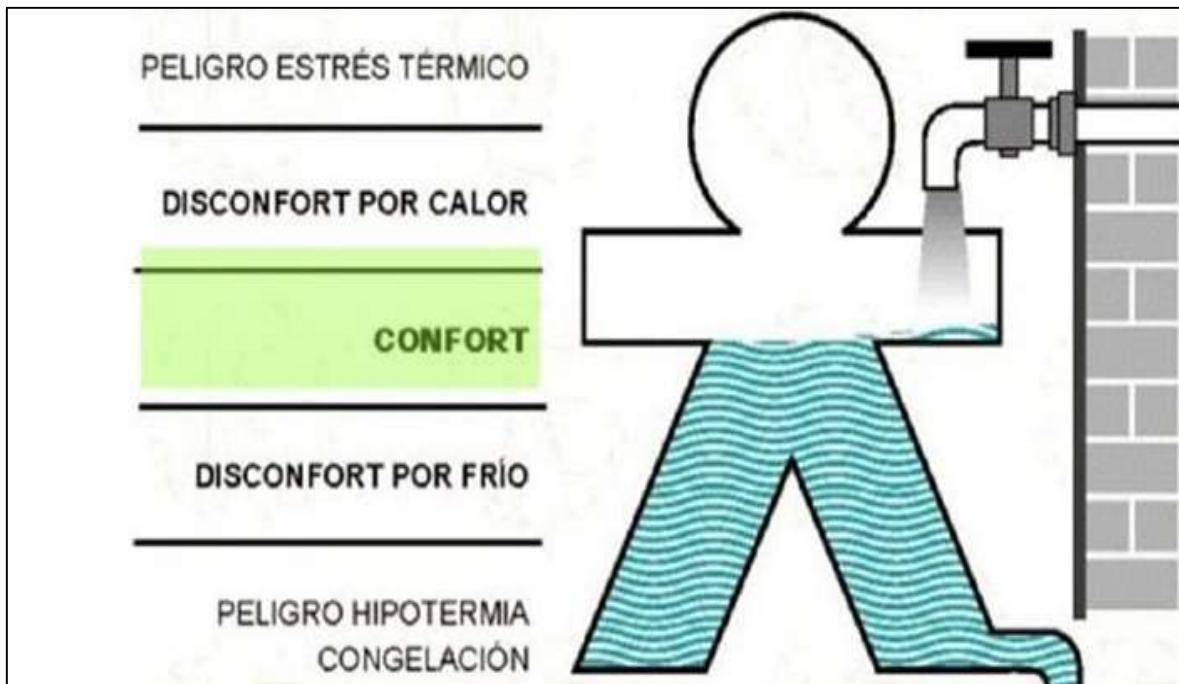 PELIGRO ESTRÉS TÉRMICO
DISCONFORT POR CALOR
CONFORT
DISCONFORT POR FRÍO
PELIGRO HIPOTERMIA
CONGELACIÓN